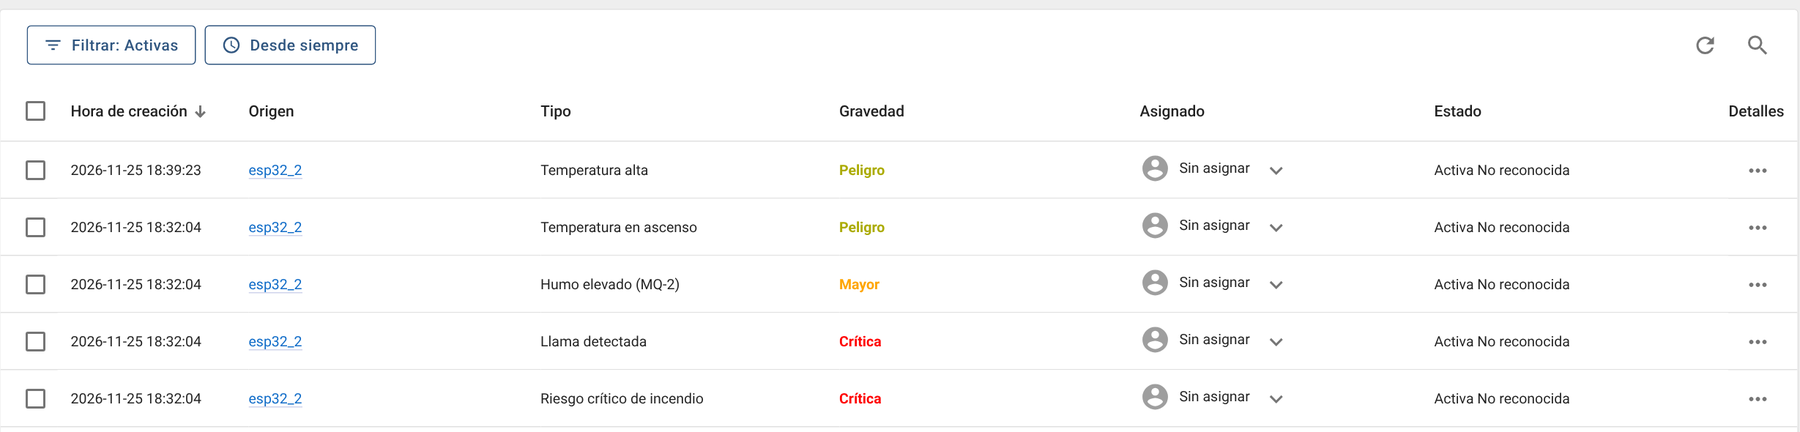 Filtrar: Activas Desde siempre
Hora de creación Origen Tipo Gravedad Asignado Estado Detalles
2026-11-25 18:39:23 esp32_2 Temperatura alta Peligro Sin asignar Activa No reconocida
2026-11-25 18:32:04 esp32_2 Temperatura en ascenso Peligro Sin asignar Activa No reconocida
2026-11-25 18:32:04 esp32_2 Humo elevado (MQ-2) Mayor Sin asignar Activa No reconocida
2026-11-25 18:32:04 esp32_2 Llama detectada Crítica Sin asignar Activa No reconocida
2026-11-25 18:32:04 esp32_2 Riesgo crítico de incendio Crítica Sin asignar Activa No reconocida